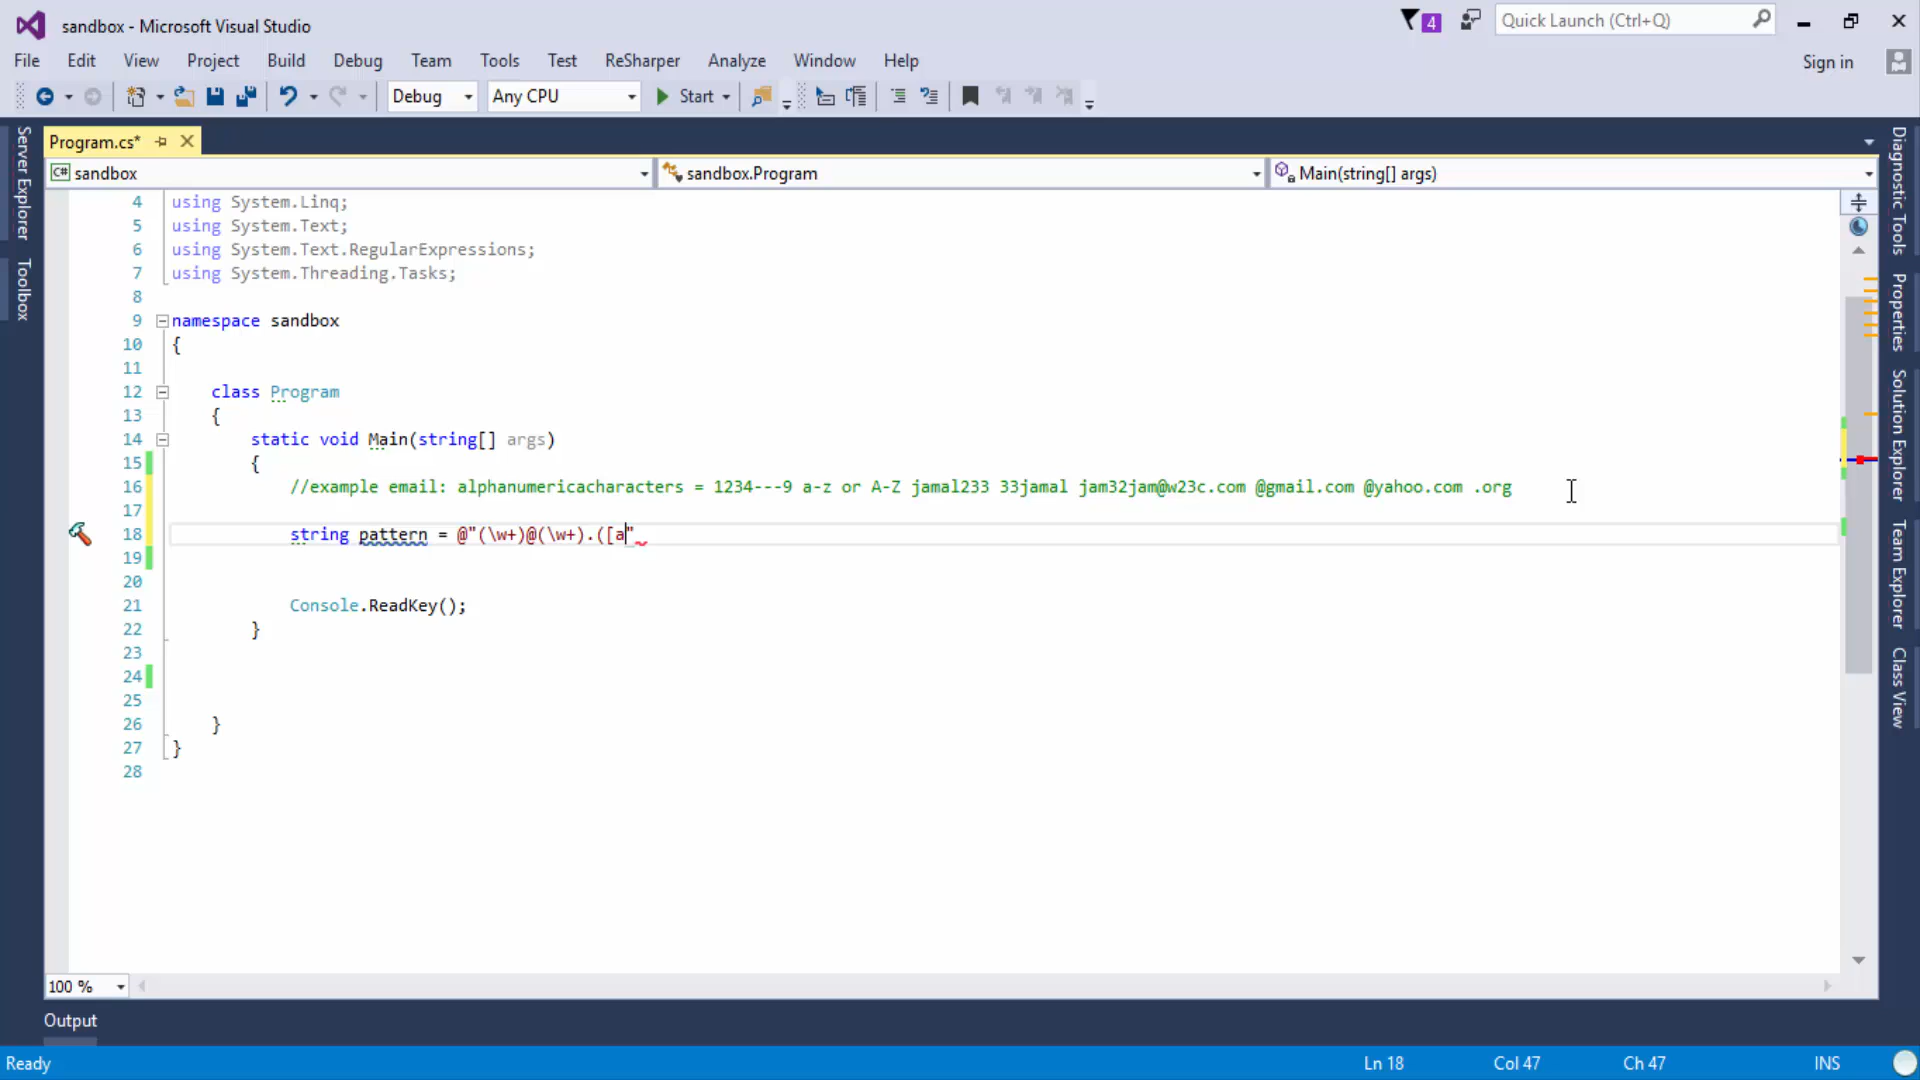 sandbox - Microsoft Visual Studio
4
Quick Launch (Ctrl+Q)
File Edit View Project Build Debug Team Tools Test ReSharper Analyze Window Help
Sign in
Debug Any CPU Start
Program.cs*
sandbox
sandbox.Program
Main(string[] args)
Server Explorer
Toolbox
4 using System.Linq;
5 using System.Text;
6 using System.Text.RegularExpressions;
7 using System.Threading.Tasks;
8
9 namespace sandbox
10 {
11
12 class Program
13 {
14 static void Main(string[] args)
15 {
16 //example email: alphanumericacharacters = 1234---9 a-z or A-Z jamal233 33jamal jam32jam@w23c.com @gmail.com @yahoo.com .org
17
18 string pattern = @"(\w+)@(\w+).([a"
19
20
21 Console.ReadKey();
22 }
23
24
25
26 }
27 }
28
Diagnostic Tools
Properties
Solution Explorer
Team Explorer
Class View
100 %
Output
Ready
Ln 18 Col 47 Ch 47 INS